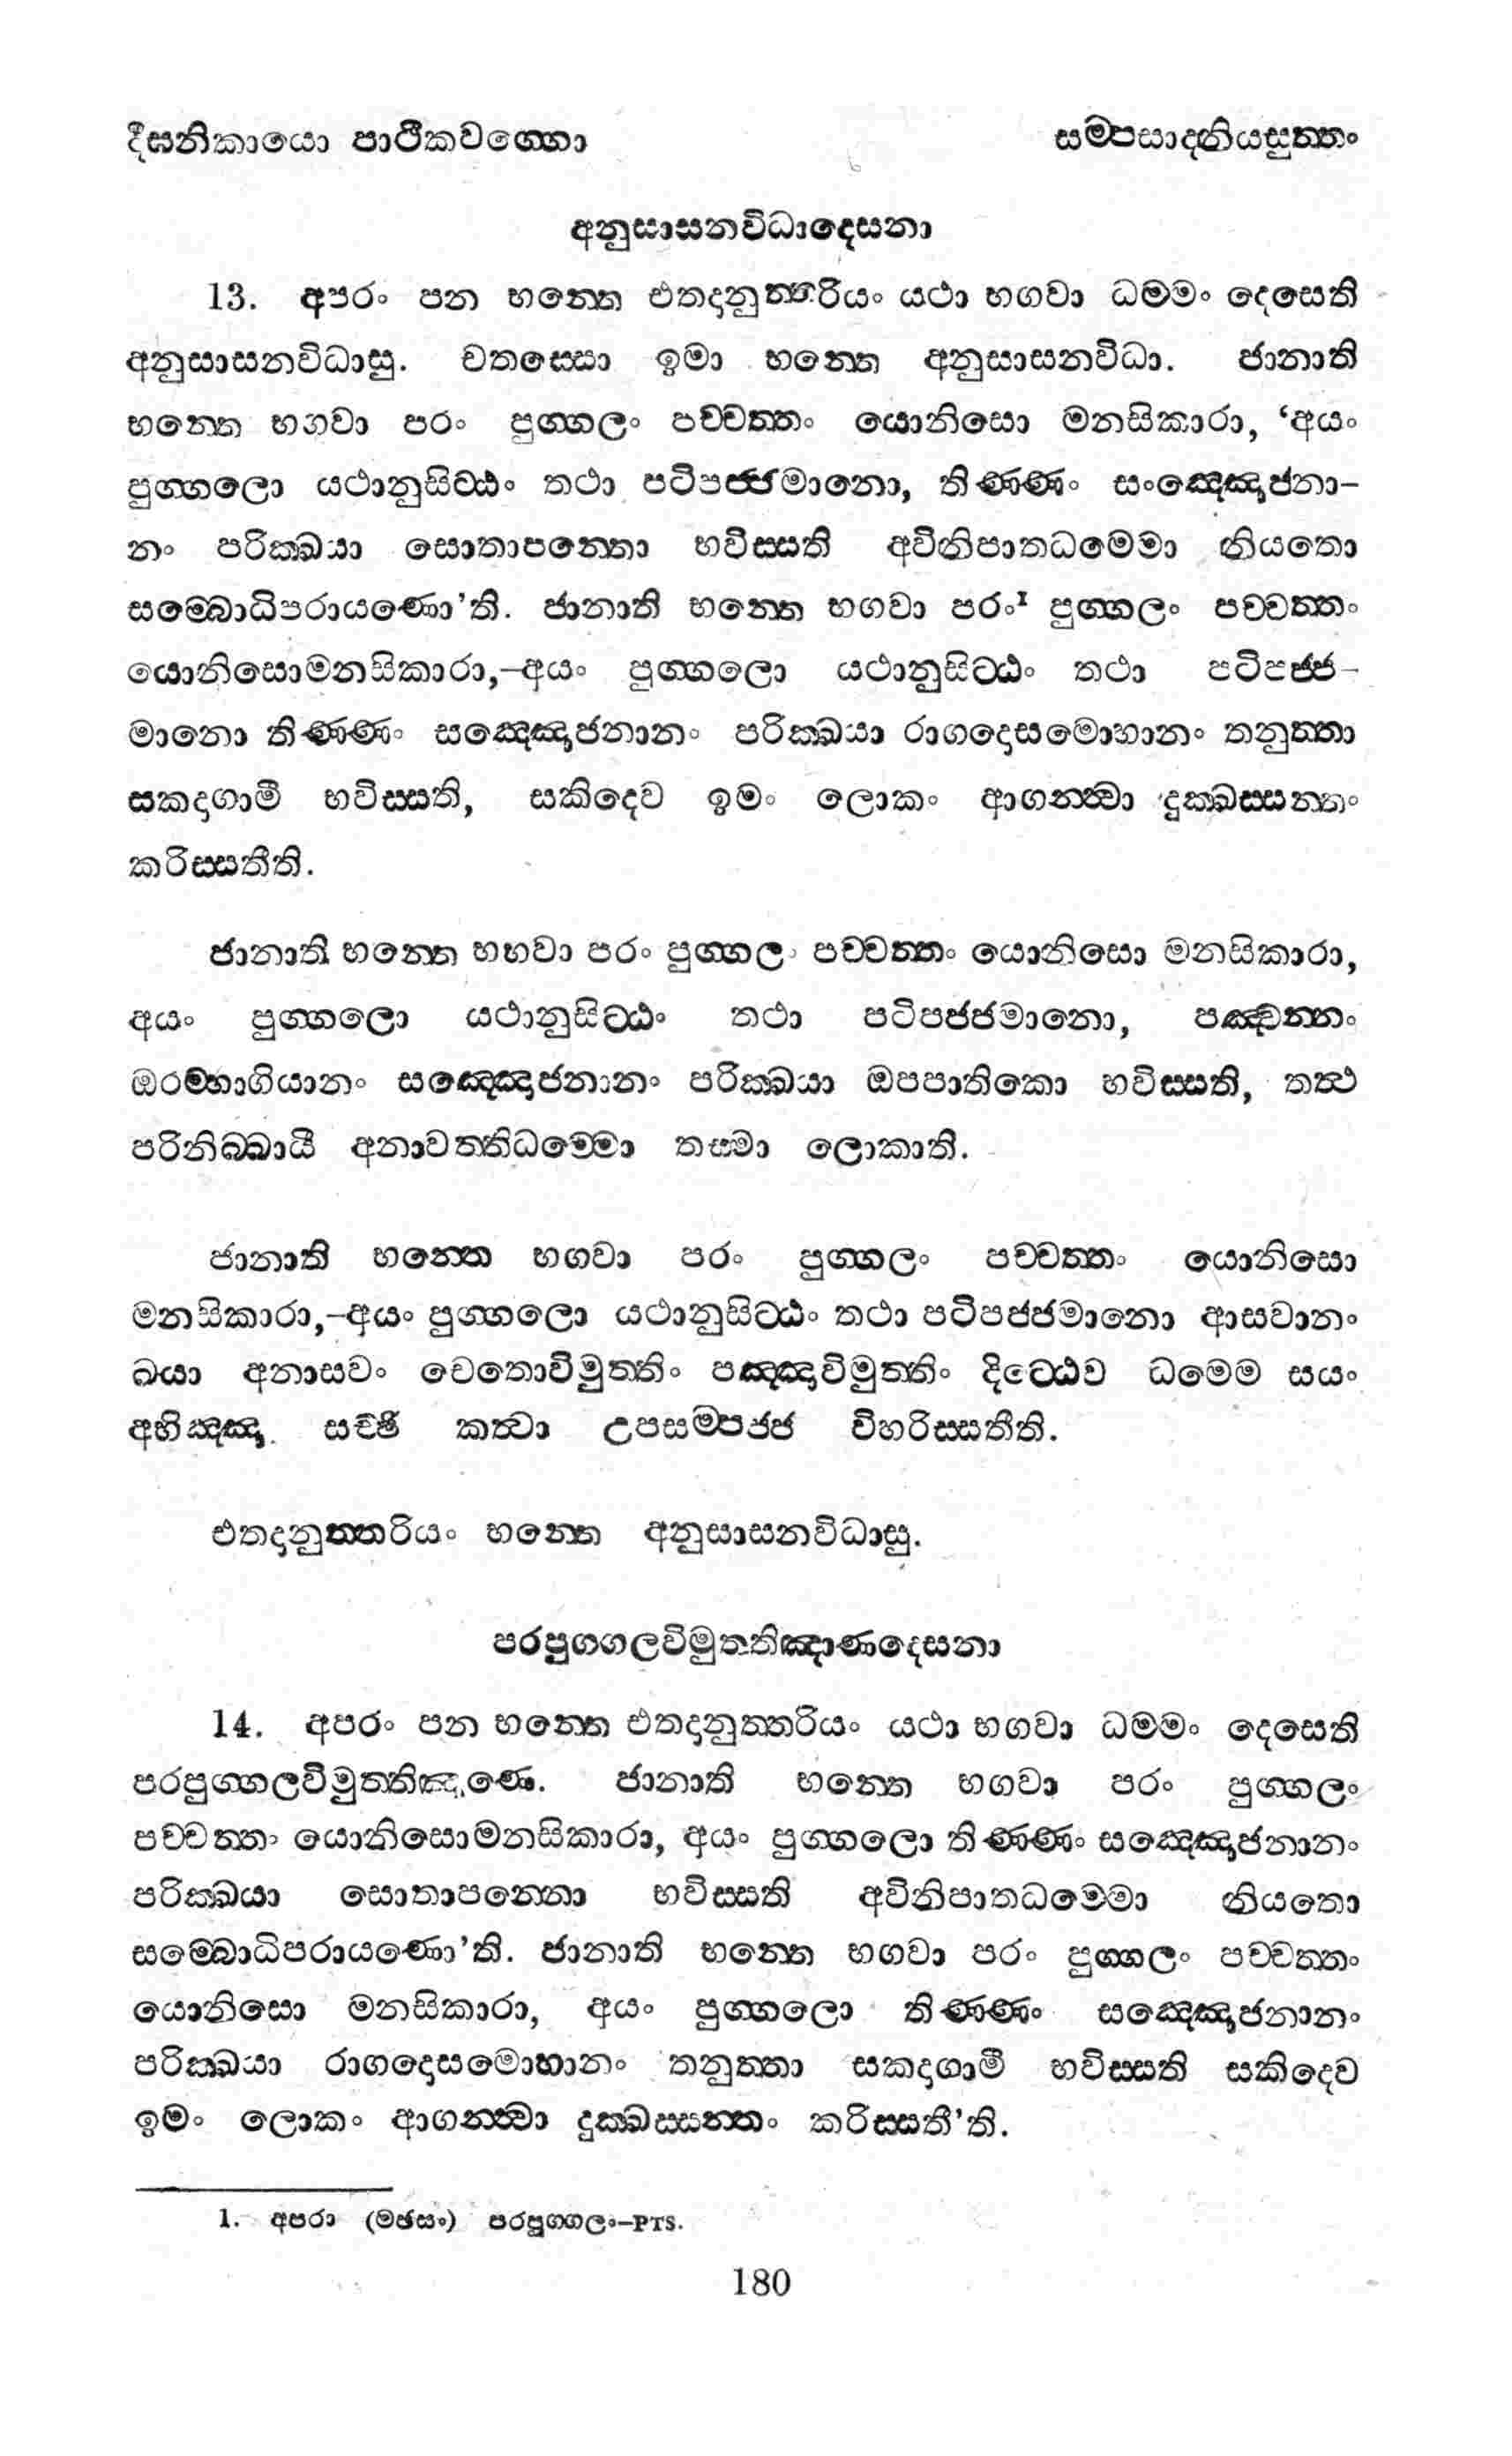 දීඝනිකායො පාථිකවග්ගො සම්පසාදනියසුත්තං
අනුසාසනවිධාදෙසනා
13. අපරං පන භන්තෙ එතදානුත්තරියං යථා භගවා ධම්මං දෙසෙති
අනුසාසනවිධාසු. චතස්සො ඉමා භන්තෙ අනුසාසනවිධා. ජානාති
භන්තෙ භගවා පරං පුග්ගලං පච්චත්තං යොනිසො මනසිකාරා, ‘අයං
පුග්ගලො යථානුසිට්ඨං තථා පටිපජ්ජමානො, තිණ්ණං සංඤ්ඤොජනා-
නං පරික්ඛයා සොතාපන්නො භවිස්සති අවිනිපාතධම්මො නියතො
සම්බොධිපරායණො’ති. ජානාති භන්තෙ භගවා පරං¹ පුග්ගලං පච්චත්තං
යොනිසොමනසිකාරා,–අයං පුග්ගලො යථානුසිට්ඨං තථා පටිපජ්ජ-
මානො තිණ්ණං සඤ්ඤොජනානං පරික්ඛයා රාගදොසමොහානං තනුත්තා
සකදාගාමී භවිස්සති, සකිදෙව ඉමං ලොකං ආගන්ත්වා දුක්ඛස්සන්තං
කරිස්සතීති.
ජානාති භන්තෙ භභවා පරං පුග්ගලං පච්චත්තං යොනිසො මනසිකාරා,
අයං පුග්ගලො යථානුසිට්ඨං තථා පටිපජ්ජමානො, පඤ්චන්නං
ඔරම්භාගියානං සඤ්ඤොජනානං පරික්ඛයා ඔපපාතිකො භවිස්සති, තත්ථ
පරිනිබ්බායී අනාවත්තිධම්මො තස්මා ලොකාති.
ජානාති භන්තෙ භගවා පරං පුග්ගලං පච්චත්තං යොනිසො
මනසිකාරා,–අයං පුග්ගලො යථානුසිට්ඨං තථා පටිපජ්ජමානො ආසවානං
ඛයා අනාසවං චෙතොවිමුත්තිං පඤ්ඤාවිමුත්තිං දිට්ඨෙව ධම්මෙ සයං
අභිඤ්ඤා සච්ඡි කත්වා උපසම්පජ්ජ විහරිස්සතීති.
එතදානුත්තරියං භන්තෙ අනුසාසනවිධාසු.
පරපුග්ගලවිමුත්තිඤාණදෙසනා
14. අපරං පන භන්තෙ එතදානුත්තරියං යථා භගවා ධම්මං දෙසෙති
පරපුග්ගලවිමුත්තිඤාණෙ. ජානාති භන්තෙ භගවා පරං පුග්ගලං
පච්චත්තං යොනිසොමනසිකාරා, අයං පුග්ගලො තිණ්ණං සඤ්ඤොජනානං
පරික්ඛයා සොතාපන්නො භවිස්සති අවිනිපාතධම්මො නියතො
සම්බොධිපරායණො’ති. ජානාති භන්තෙ භගවා පරං පුග්ගලං පච්චත්තං
යොනිසො මනසිකාරා, අයං පුග්ගලො තිණ්ණං සඤ්ඤොජනානං
පරික්ඛයා රාගදොසමොහානං තනුත්තා සකදාගාමී භවිස්සති සකිදෙව
ඉමං ලොකං ආගන්ත්වා දුක්ඛස්සන්තං කරිස්සතී’ති.
1. අපරා (මඡසං) පරපුග්ගලං–PTS.
180